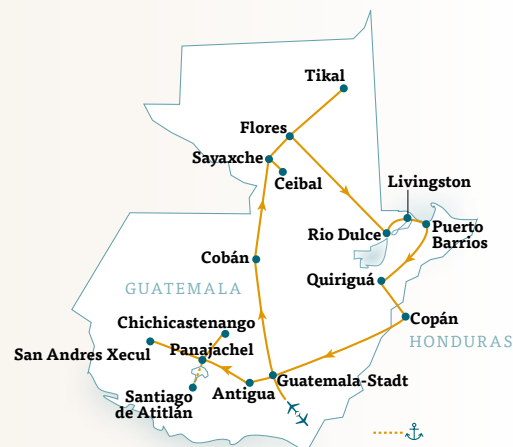 Tikal
Flores
Sayaxche
Ceibal
Livingston
Rio Dulce
Puerto
Barrios
Cobán
Quiriguá
GUATEMALA
Chichicastenango
Copán
HONDURAS
San Andres Xecul
Panajachel
Guatemala-Stadt
Santiago
de Atitlán
Antigua